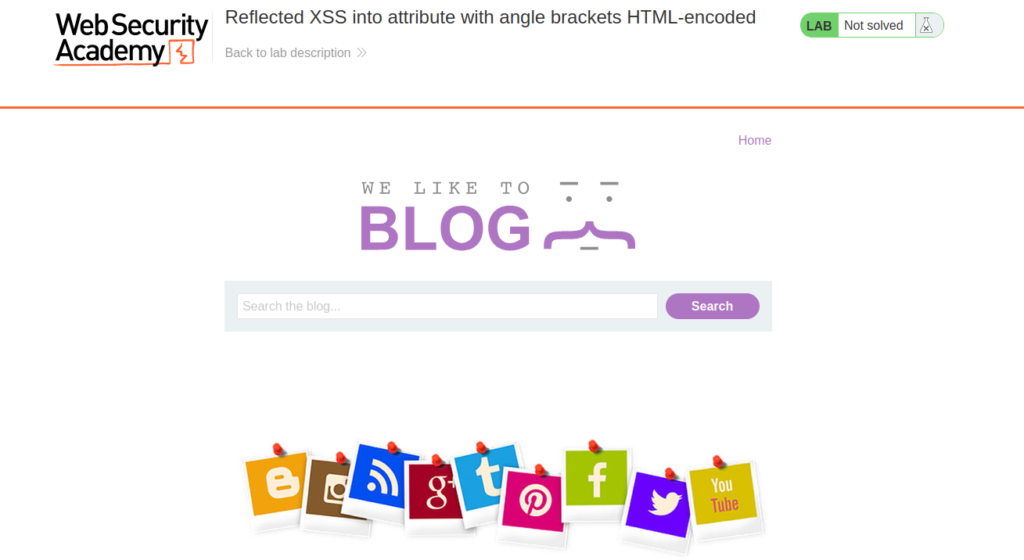 Web Security
Academy
Reflected XSS into attribute with angle brackets HTML-encoded
Back to lab description
LAB Not solved
Home
WE LIKE TO
BLOG
Search the blog...
Search
g+
t
f
You
Tube